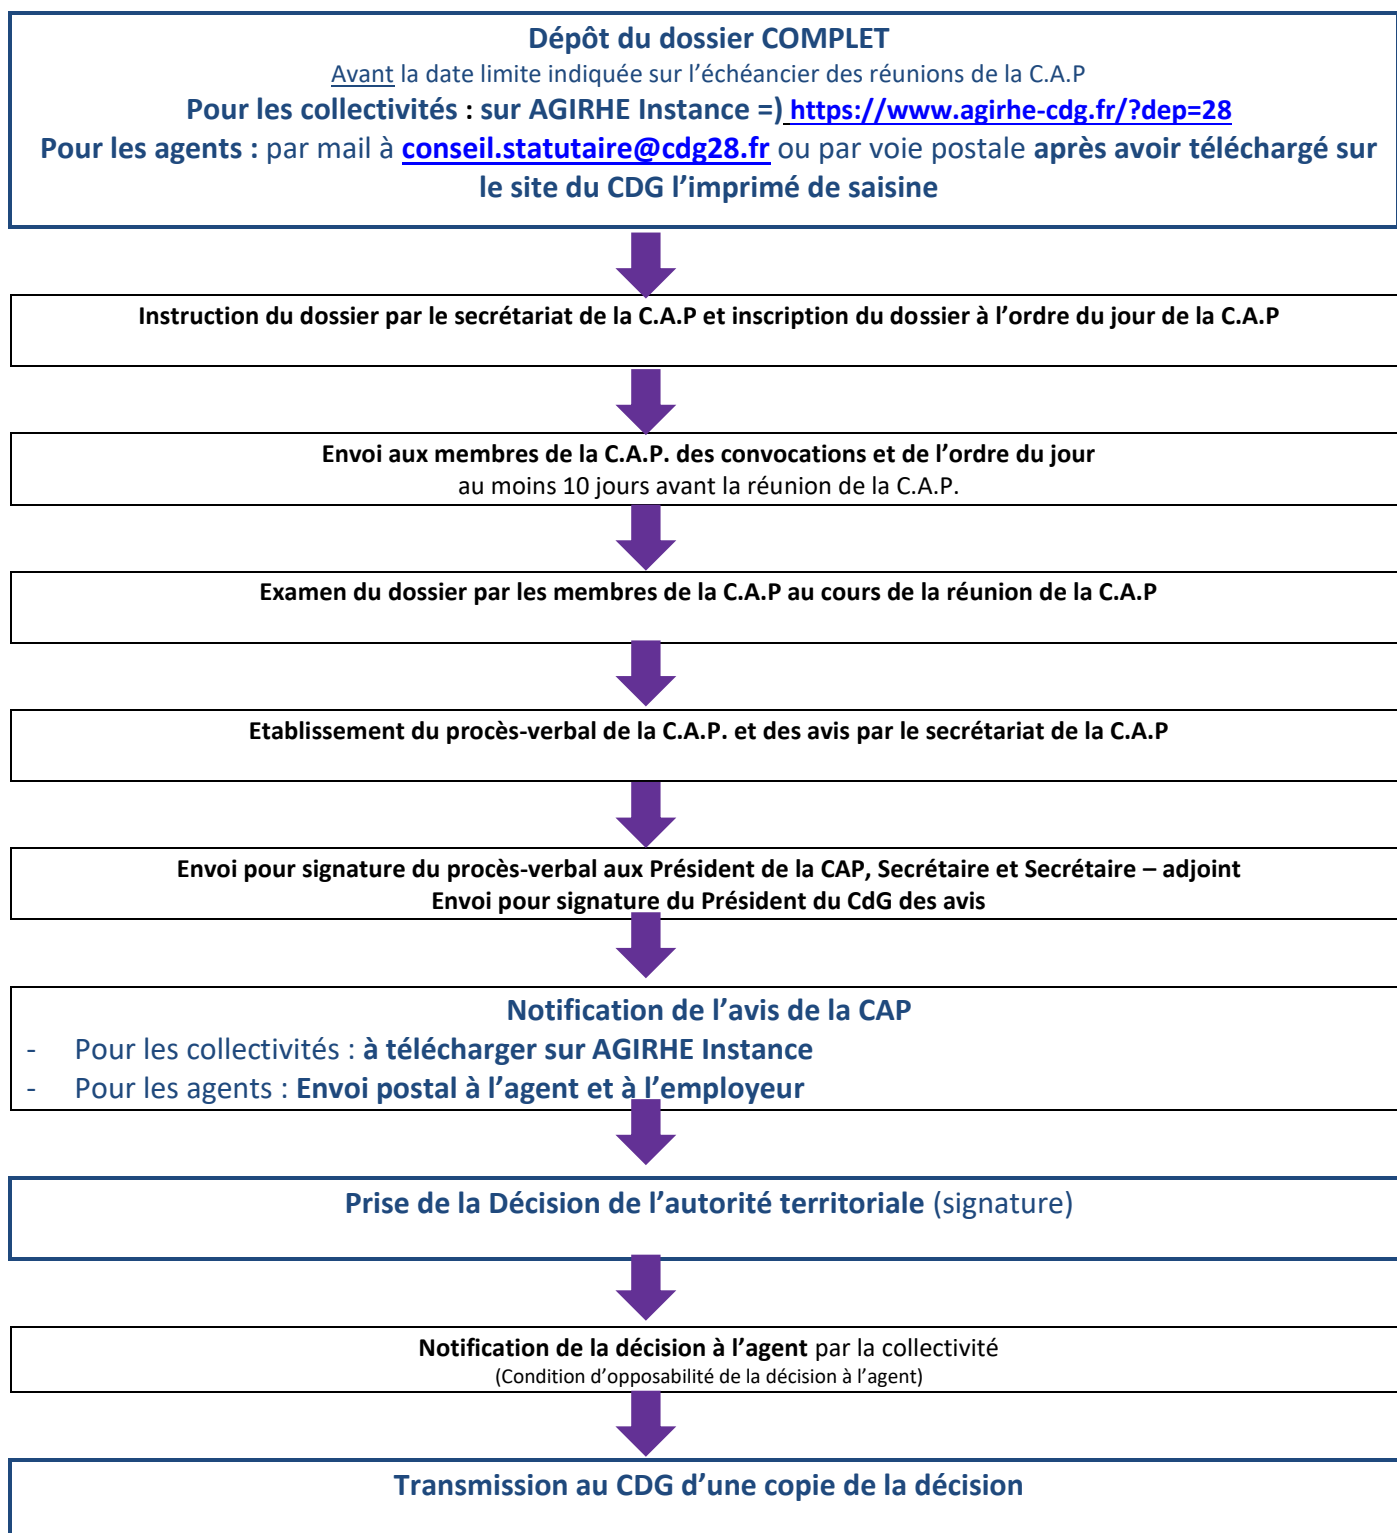 Dépôt du dossier COMPLET
Avant la date limite indiquée sur l’échéancier des réunions de la C.A.P
Pour les collectivités : sur AGIRHE Instance =) https://www.agirhe-cdg.fr/?dep=28
Pour les agents : par mail à conseil.statutaire@cdg28.fr ou par voie postale après avoir téléchargé sur
le site du CDG l’imprimé de saisine
Instruction du dossier par le secrétariat de la C.A.P et inscription du dossier à l’ordre du jour de la C.A.P
Envoi aux membres de la C.A.P. des convocations et de l’ordre du jour
au moins 10 jours avant la réunion de la C.A.P.
Examen du dossier par les membres de la C.A.P au cours de la réunion de la C.A.P
Etablissement du procès-verbal de la C.A.P. et des avis par le secrétariat de la C.A.P
Envoi pour signature du procès-verbal aux Président de la CAP, Secrétaire et Secrétaire – adjoint
Envoi pour signature du Président du CdG des avis
Notification de l’avis de la CAP
- Pour les collectivités : à télécharger sur AGIRHE Instance
- Pour les agents : Envoi postal à l’agent et à l’employeur
Prise de la Décision de l’autorité territoriale (signature)
Notification de la décision à l’agent par la collectivité
(Condition d’opposabilité de la décision à l’agent)
Transmission au CDG d’une copie de la décision